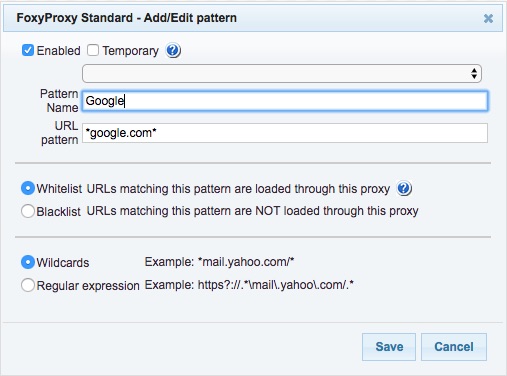 FoxyProxy Standard - Add/Edit pattern
Enabled Temporary ?
Pattern Name Google
URL pattern *google.com*
Whitelist URLs matching this pattern are loaded through this proxy ?
Blacklist URLs matching this pattern are NOT loaded through this proxy
Wildcards Example: *mail.yahoo.com/*
Regular expression Example: https?://.*\mail\.yahoo\.com/.*
Save Cancel